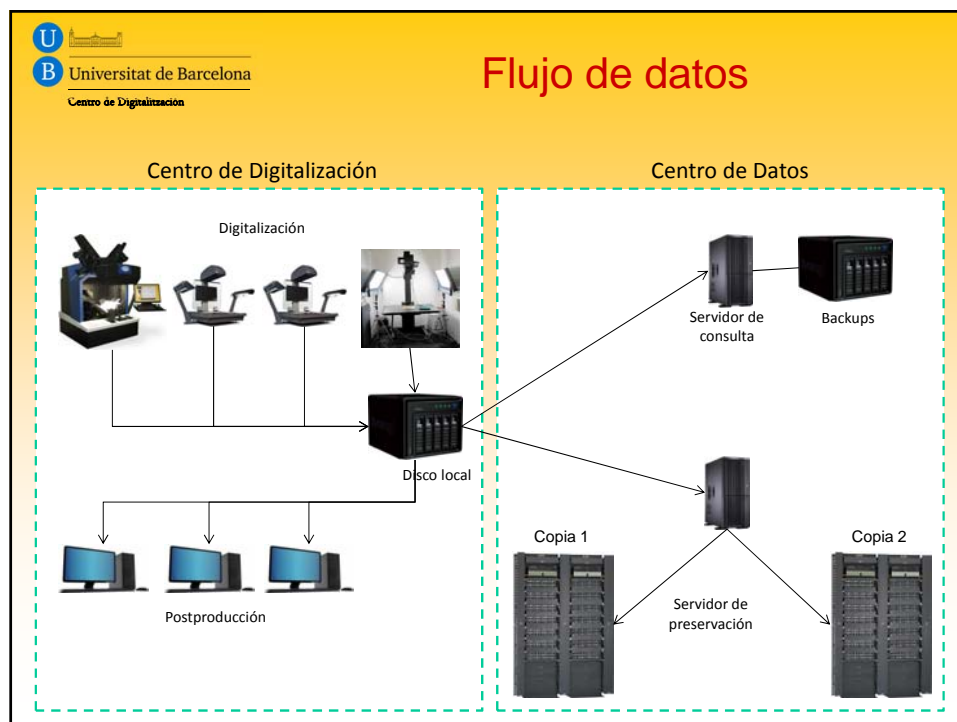 U
B
Universitat de Barcelona
Centro de Digitalització
Flujo de datos
Centro de Digitalización
Centro de Datos
Digitalización
Servidor de
consulta
Backups
Disco local
Copia 1
Copia 2
Servidor de
preservación
Postproducción